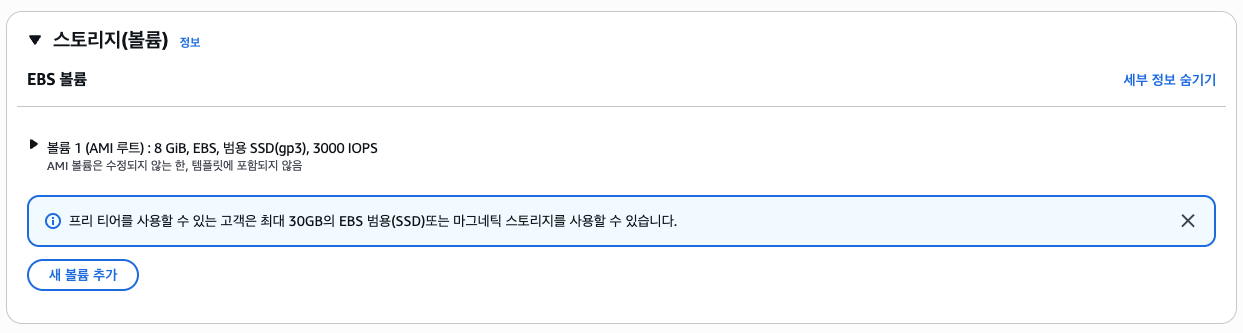 스토리지(볼륨) 정보
EBS 볼륨 세부 정보 숨기기
볼륨 1 (AMI 루트) : 8 GiB, EBS, 범용 SSD(gp3), 3000 IOPS
AMI 볼륨은 수정되지 않는 한, 템플릿에 포함되지 않음
프리 티어를 사용할 수 있는 고객은 최대 30GB의 EBS 범용(SSD)또는 마그네틱 스토리지를 사용할 수 있습니다.
새 볼륨 추가